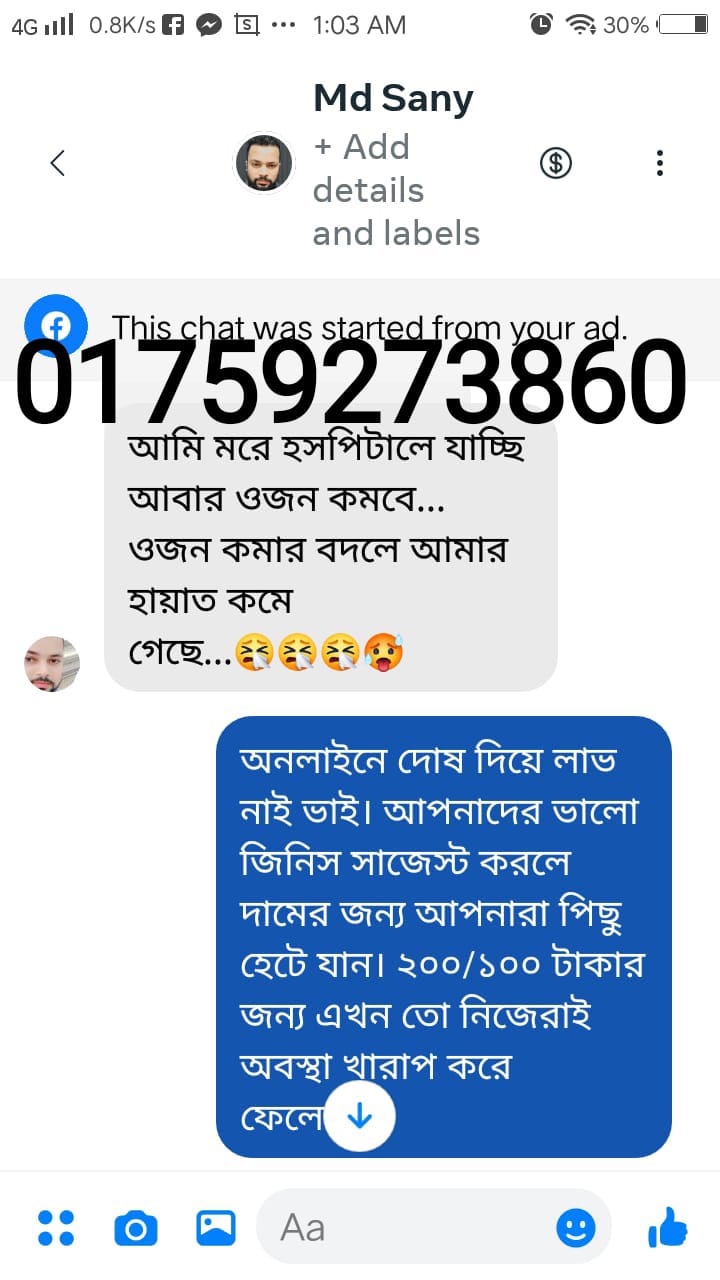 4G 0.8K/s ... 1:03 AM 30%
Md Sany
+ Add
details
and labels
This chat was started from your ad.
01759273860
আমি মরে হসপিটালে যাচ্ছি
আবার ওজন কমবে...
ওজন কমার বদলে আমার
হায়াত কমে
গেছে...🤧🤧🤧🥵
অনলাইনে দোষ দিয়ে লাভ
নাই ভাই। আপনাদের ভালো
জিনিস সাজেস্ট করলে
দামের জন্য আপনারা পিছু
হেটে যান। ২০০/১০০ টাকার
জন্য এখন তো নিজেরাই
অবস্থা খারাপ করে
ফেলে
Aa